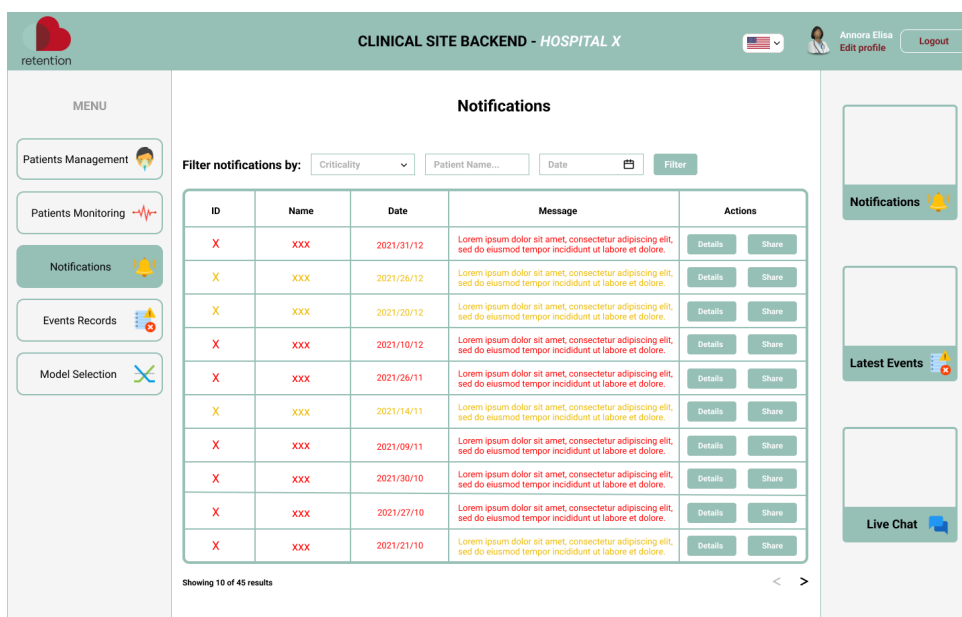 retention
CLINICAL SITE BACKEND - HOSPITAL X
Annora Elisa
Edit profile
Logout
MENU
Patients Management
Patients Monitoring
Notifications
Events Records
Model Selection
Notifications
Filter notifications by: Criticality Patient Name... Date Filter
ID Name Date Message Actions
X XXX 2021/31/12 Lorem ipsum dolor sit amet, consectetur adipiscing elit, Details Share
sed do eiusmod tempor incididunt ut labore et dolore.
X XXX 2021/26/12 Lorem ipsum dolor sit amet, consectetur adipiscing elit, Details Share
sed do eiusmod tempor incididunt ut labore et dolore.
X XXX 2021/20/12 Lorem ipsum dolor sit amet, consectetur adipiscing elit, Details Share
sed do eiusmod tempor incididunt ut labore et dolore.
X XXX 2021/10/12 Lorem ipsum dolor sit amet, consectetur adipiscing elit, Details Share
sed do eiusmod tempor incididunt ut labore et dolore.
X XXX 2021/26/11 Lorem ipsum dolor sit amet, consectetur adipiscing elit, Details Share
sed do eiusmod tempor incididunt ut labore et dolore.
X XXX 2021/14/11 Lorem ipsum dolor sit amet, consectetur adipiscing elit, Details Share
sed do eiusmod tempor incididunt ut labore et dolore.
X XXX 2021/09/11 Lorem ipsum dolor sit amet, consectetur adipiscing elit, Details Share
sed do eiusmod tempor incididunt ut labore et dolore.
X XXX 2021/30/10 Lorem ipsum dolor sit amet, consectetur adipiscing elit, Details Share
sed do eiusmod tempor incididunt ut labore et dolore.
X XXX 2021/27/10 Lorem ipsum dolor sit amet, consectetur adipiscing elit, Details Share
sed do eiusmod tempor incididunt ut labore et dolore.
X XXX 2021/21/10 Lorem ipsum dolor sit amet, consectetur adipiscing elit, Details Share
sed do eiusmod tempor incididunt ut labore et dolore.
Showing 10 of 45 results < >
Notifications
Latest Events
Live Chat